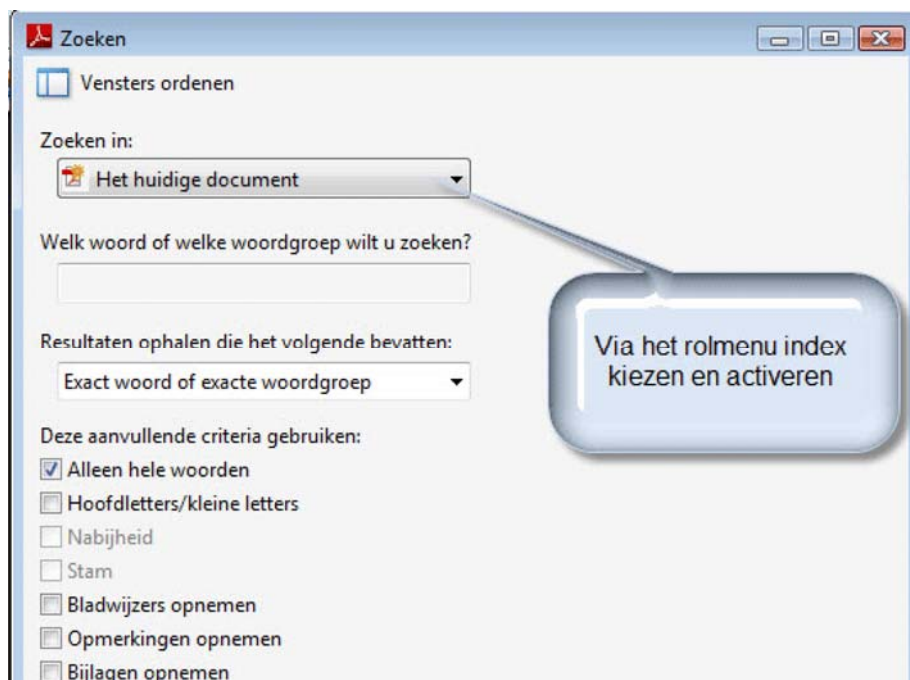 Zoeken
Vensters ordenen
Zoeken in:
Het huidige document
Welk woord of welke woordgroep wilt u zoeken?
Via het rolmenu index
kiezen en activeren
Resultaten ophalen die het volgende bevatten:
Exact woord of exacte woordgroep
Deze aanvullende criteria gebruiken:
Alleen hele woorden
Hoofdletters/kleine letters
Nabijheid
Stam
Bladwijzers opnemen
Opmerkingen opnemen
Bijlagen opnemen